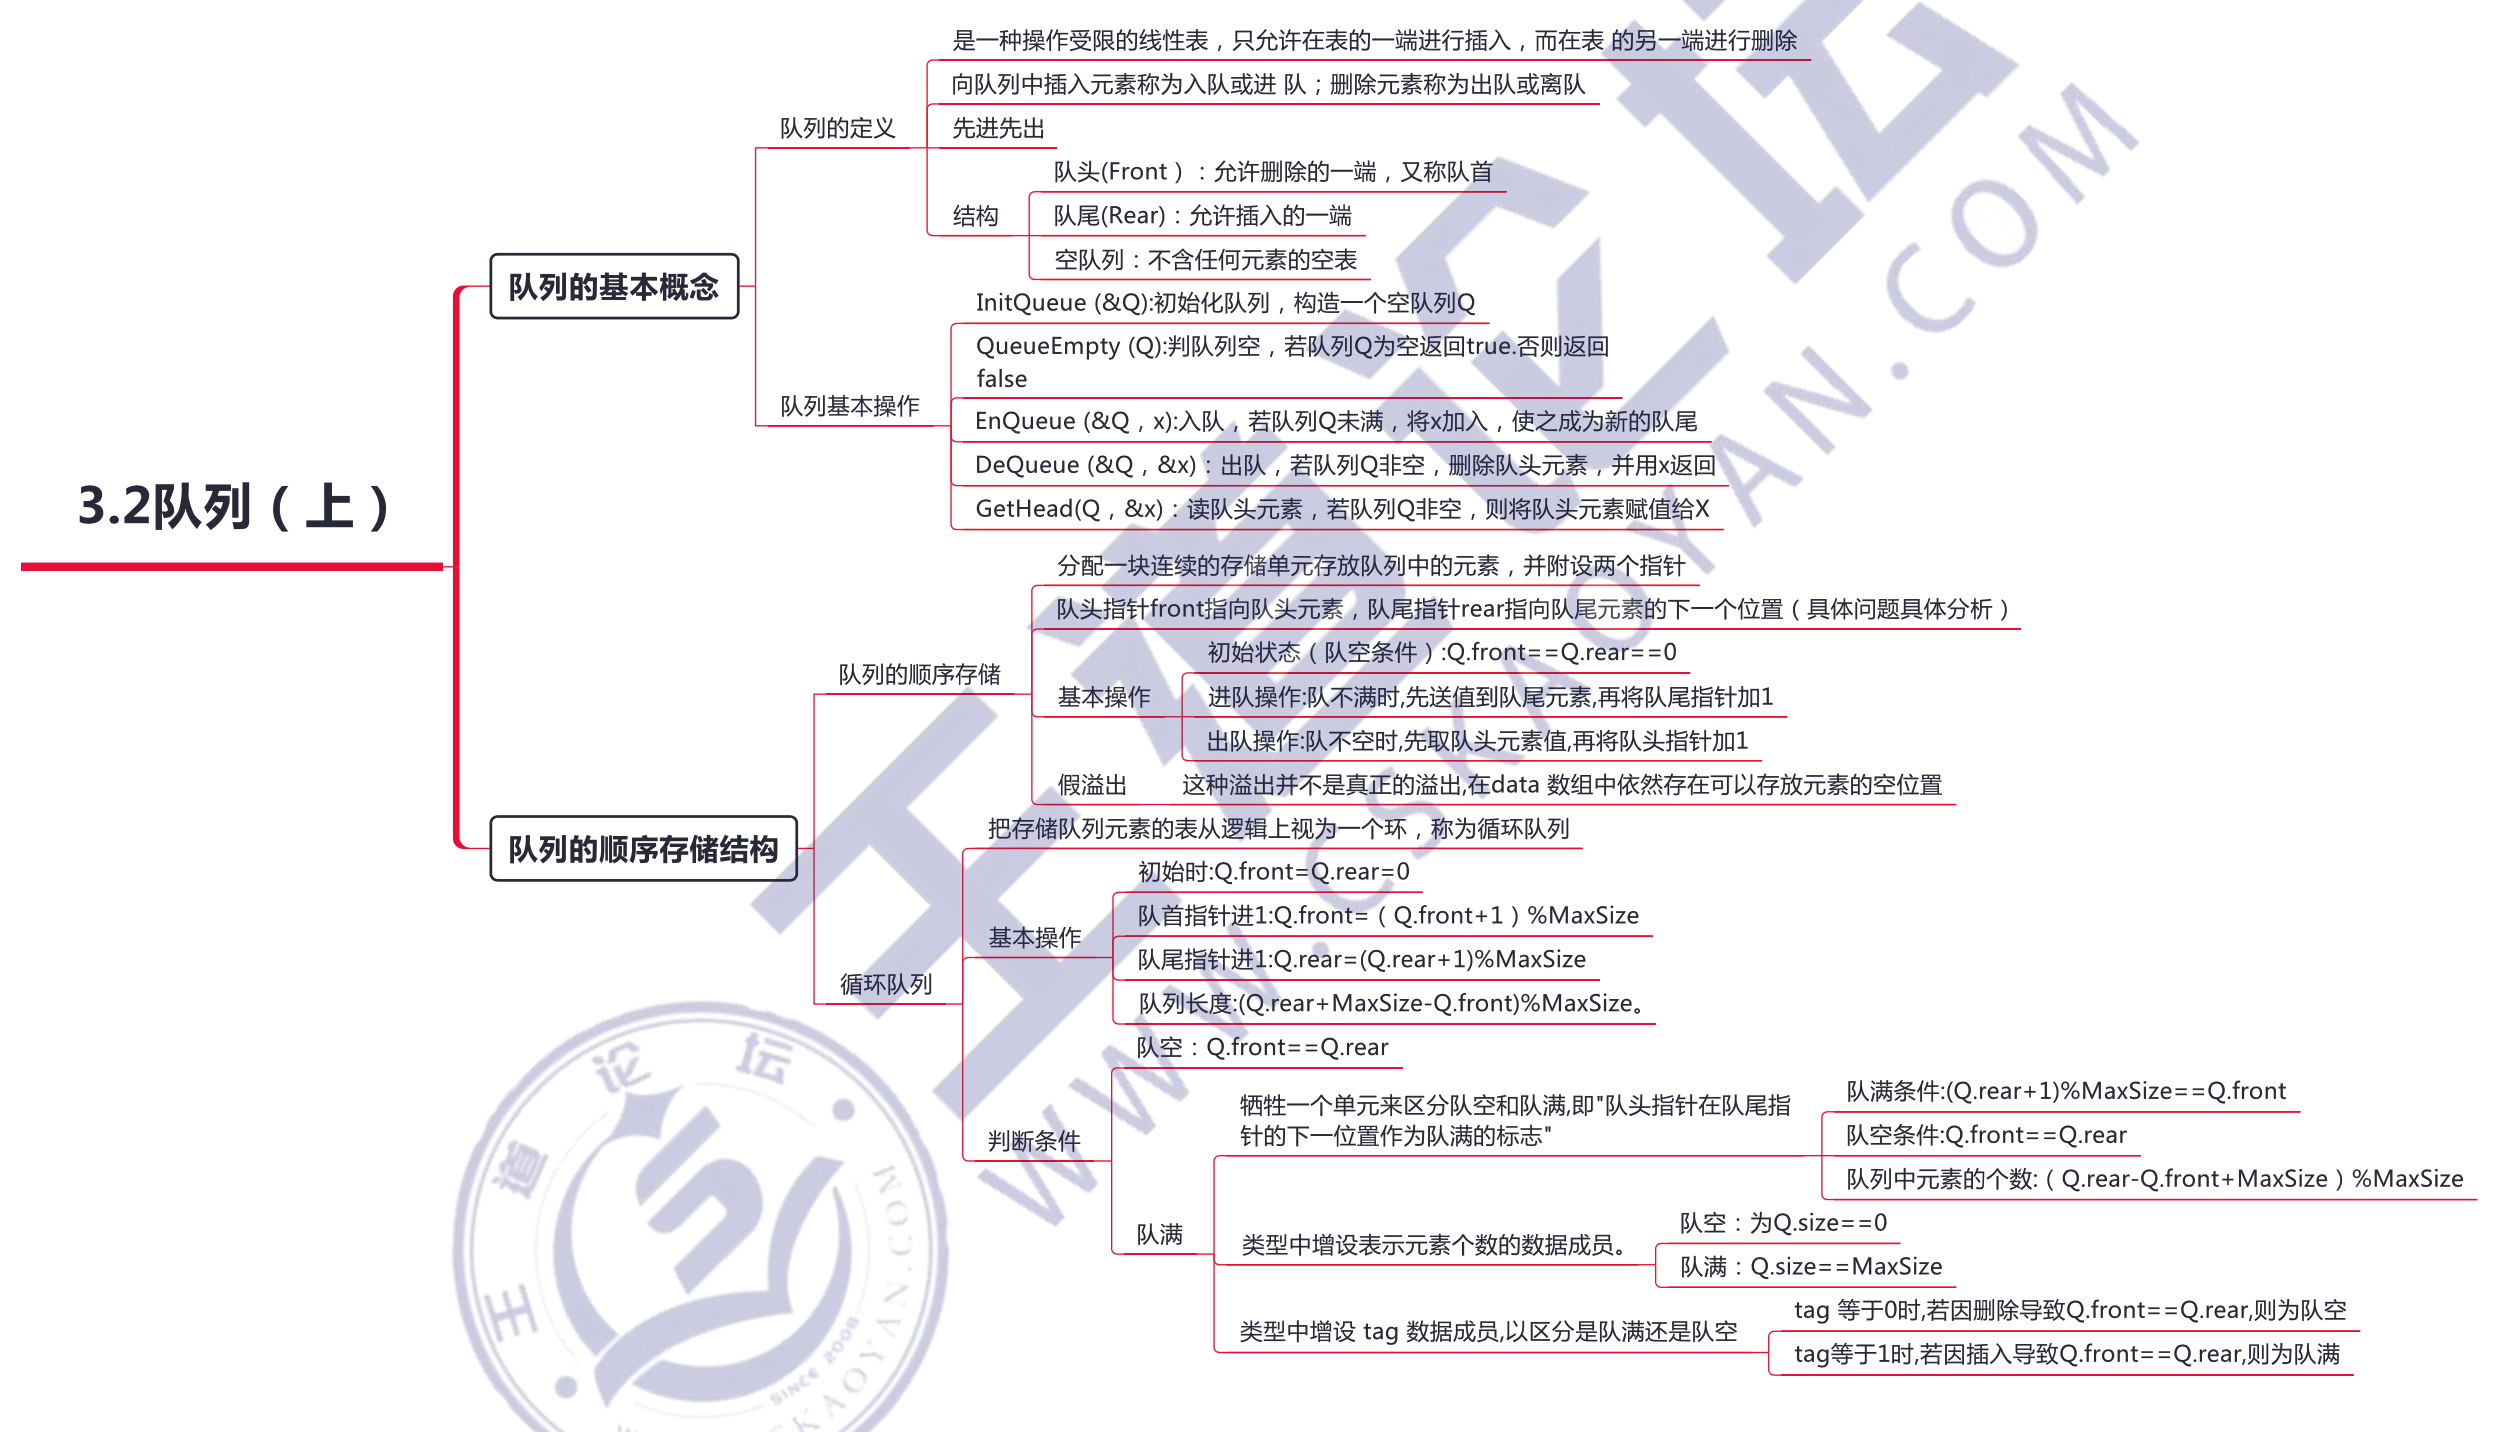 3.2队列（上）
队列的基本概念
队列的定义
是一种操作受限的线性表，只允许在表的一端进行插入，而在表 的另一端进行删除
向队列中插入元素称为入队或进 队；删除元素称为出队或离队
先进先出
结构
队头(Front）：允许删除的一端，又称队首
队尾(Rear)：允许插入的一端
空队列：不含任何元素的空表
队列基本操作
InitQueue (&Q):初始化队列，构造一个空队列Q
QueueEmpty (Q):判队列空，若队列Q为空返回true.否则返回
false
EnQueue (&Q，x):入队，若队列Q未满，将x加入，使之成为新的队尾
DeQueue (&Q，&x)：出队，若队列Q非空，删除队头元素，并用x返回
GetHead(Q，&x)：读队头元素，若队列Q非空，则将队头元素赋值给X
队列的顺序存储结构
队列的顺序存储
分配一块连续的存储单元存放队列中的元素，并附设两个指针
队头指针front指向队头元素，队尾指针rear指向队尾元素的下一个位置（具体问题具体分析）
基本操作
初始状态（队空条件）:Q.front==Q.rear==0
进队操作:队不满时,先送值到队尾元素,再将队尾指针加1
出队操作:队不空时,先取队头元素值,再将队头指针加1
假溢出
这种溢出并不是真正的溢出,在data 数组中依然存在可以存放元素的空位置
循环队列
把存储队列元素的表从逻辑上视为一个环，称为循环队列
基本操作
初始时:Q.front=Q.rear=0
队首指针进1:Q.front=（Q.front+1）%MaxSize
队尾指针进1:Q.rear=(Q.rear+1)%MaxSize
队列长度:(Q.rear+MaxSize-Q.front)%MaxSize。
判断条件
队空：Q.front==Q.rear
队满
牺牲一个单元来区分队空和队满,即"队头指针在队尾指
针的下一位置作为队满的标志"
队满条件:(Q.rear+1)%MaxSize==Q.front
队空条件:Q.front==Q.rear
队列中元素的个数:（Q.rear-Q.front+MaxSize）%MaxSize
类型中增设表示元素个数的数据成员。
队空：为Q.size==0
队满：Q.size==MaxSize
类型中增设 tag 数据成员,以区分是队满还是队空
tag 等于0时,若因删除导致Q.front==Q.rear,则为队空
tag等于1时,若因插入导致Q.front==Q.rear,则为队满
王道论坛
WWW.CSKAOYAN.COM
王道论坛
SINCE 2008
SKAOYAN.COM